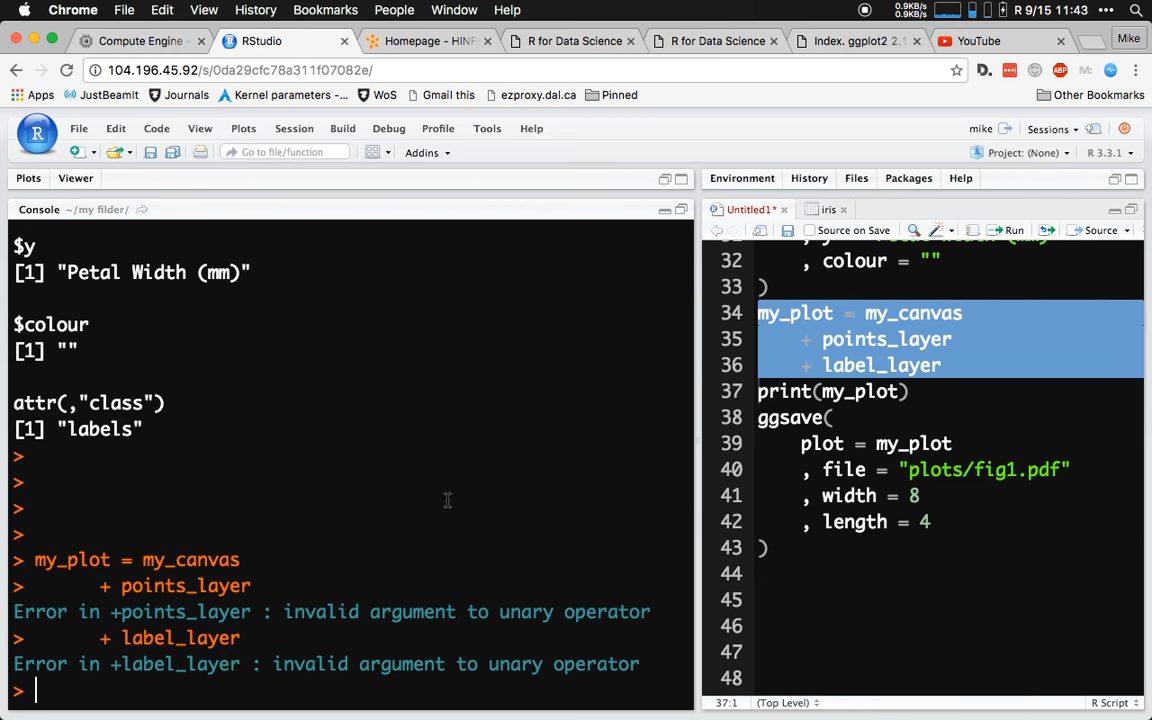 Chrome File Edit View History Bookmarks People Window Help 0.9KB/s 0.9KB/s R 9/15 11:43
Compute Engine - RStudio Homepage - HINF R for Data Science R for Data Science Index. ggplot2 2.1 YouTube Mike
104.196.45.92/s/0da29cfc78a311f07082e/ D. ABP M:
Apps JustBeamIt Journals Kernel parameters -... WoS Gmail this ezproxy.dal.ca Pinned Other Bookmarks
R File Edit Code View Plots Session Build Debug Profile Tools Help mike Sessions
Go to file/function Addins Project: (None) R 3.3.1
Plots Viewer
Environment History Files Packages Help
Console ~/my filder/
Untitled1* iris
Source on Save Run Source
$y
[1] "Petal Width (mm)"
$colour
[1] ""
attr(,"class")
[1] "labels"
>
>
>
>
> my_plot = my_canvas
> + points_layer
Error in +points_layer : invalid argument to unary operator
> + label_layer
Error in +label_layer : invalid argument to unary operator
>
32 , colour = ""
33 )
34 my_plot = my_canvas
35 + points_layer
36 + label_layer
37 print(my_plot)
38 ggsave(
39 plot = my_plot
40 , file = "plots/fig1.pdf"
41 , width = 8
42 , length = 4
43 )
44
45
46
47
48
37:1 (Top Level) R Script